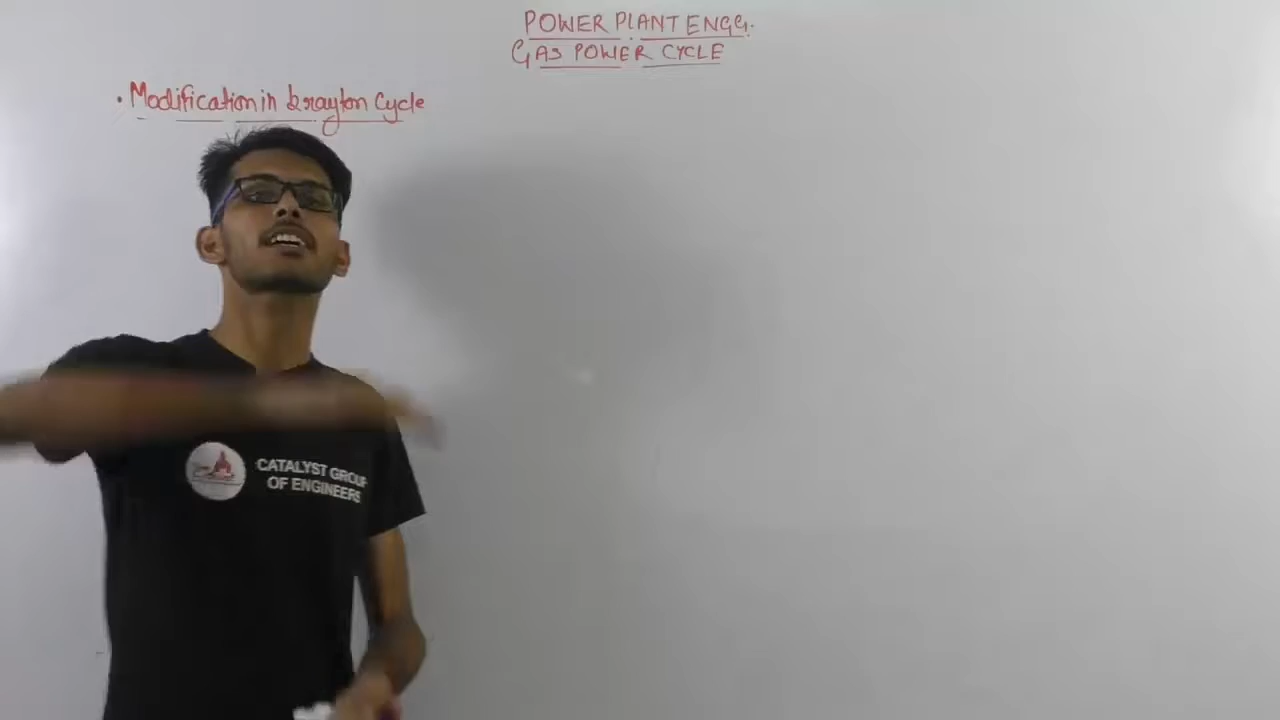 POWER PLANT ENGG.
GAS POWER CYCLE
. Modification in brayton Cycle
CATALYST GROUP
OF ENGINEERS